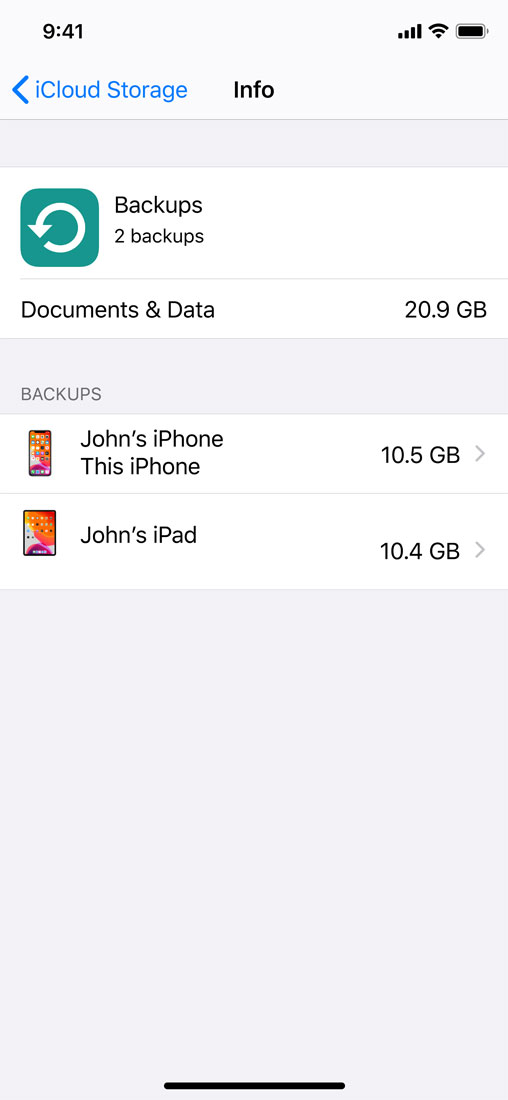 9:41
iCloud Storage Info
Backups
2 backups
Documents & Data 20.9 GB
BACKUPS
John’s iPhone
This iPhone
10.5 GB
John’s iPad
10.4 GB